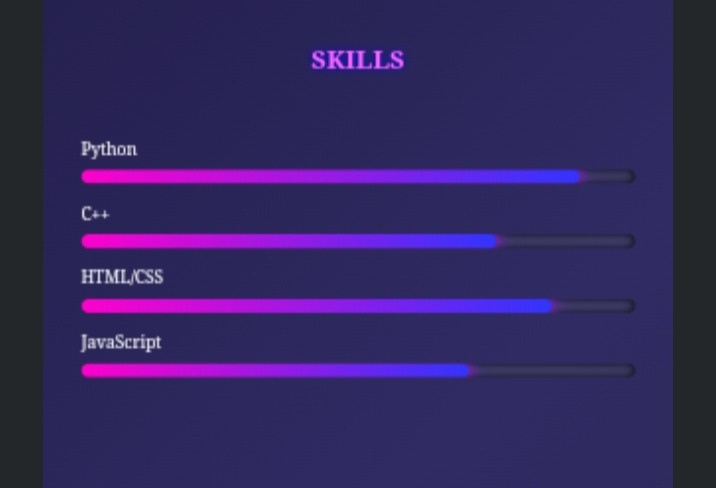 SKILLS
Python
C++
HTML/CSS
JavaScript